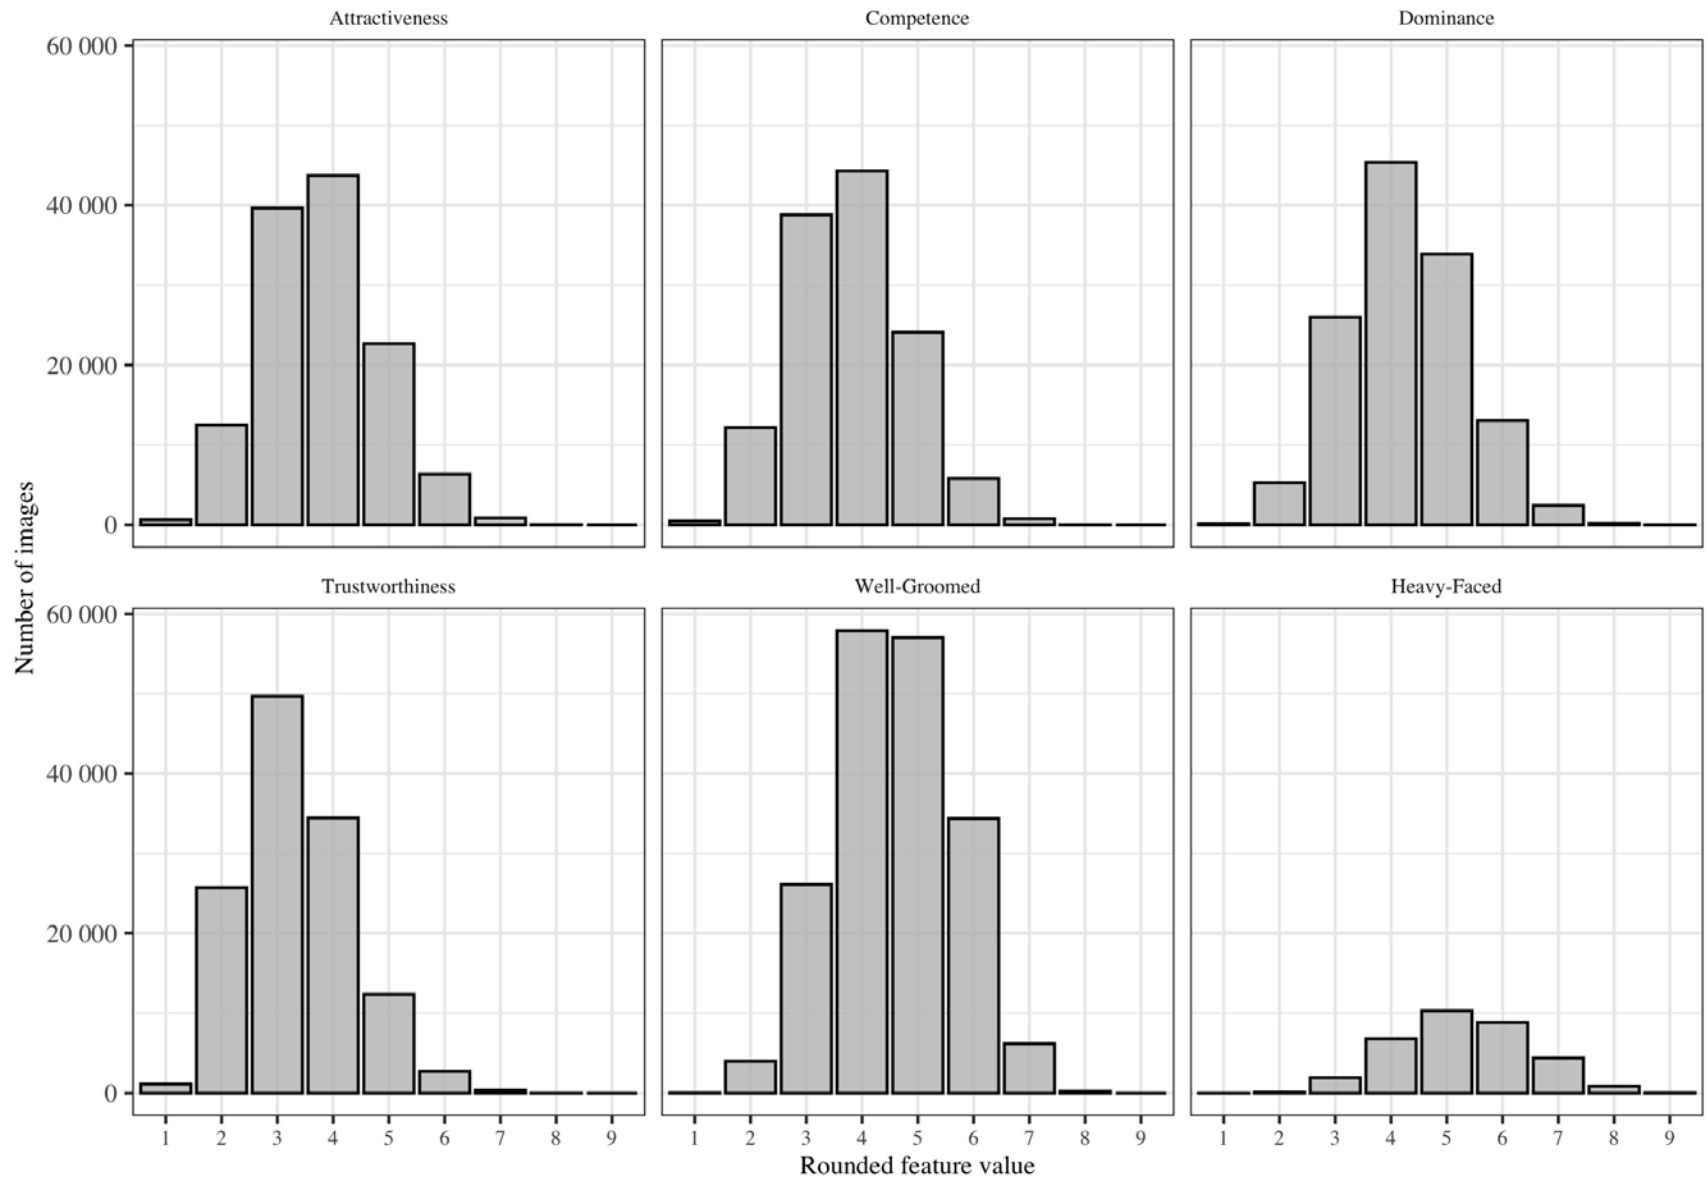 Attractiveness
Competence
Dominance
60 000
40 000
20 000
0
Number of images
Trustworthiness
Well-Groomed
Heavy-Faced
60 000
40 000
20 000
0
1 2 3 4 5 6 7 8 9
1 2 3 4 5 6 7 8 9
1 2 3 4 5 6 7 8 9
Rounded feature value